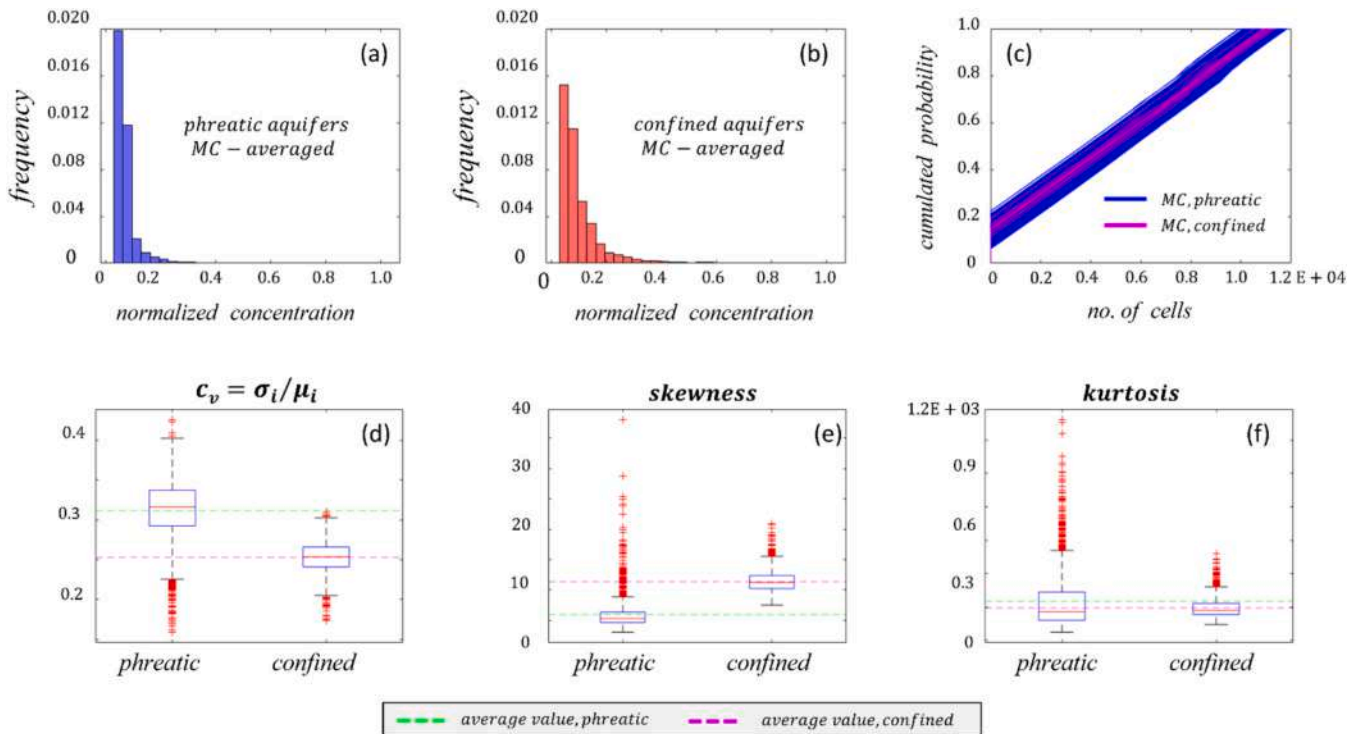 0.020
0.016
0.012
0.08
0.04
0
frequency
(a)
phreatic aquifers
MC − averaged
0 0.2 0.4 0.6 0.8 1.0
normalized concentration
0.020
0.016
0.012
0.08
0.04
0
frequency
(b)
confined aquifers
MC − averaged
0 0.2 0.4 0.6 0.8 1.0
normalized concentration
1.0
0.8
0.6
0.4
0.2
0
cumulated probability
(c)
MC, phreatic
MC, confined
0 0.2 0.4 0.6 0.8 1.0 1.2 E + 04
no. of cells
c_v = σ_i/μ_i
0.4
0.3
0.2
(d)
phreatic confined
skewness
40
30
20
10
0
(e)
phreatic confined
kurtosis
1.2E + 03
0.9
0.6
0.3
0
(f)
phreatic confined
average value, phreatic average value, confined